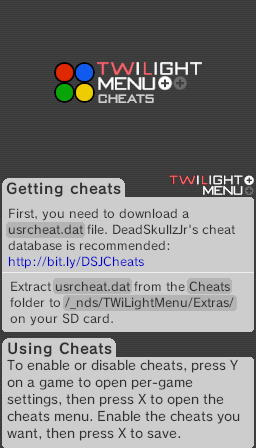 TWiLIGHT
MENU++
CHEATS
TWiLIGHT
MENU++
Getting cheats
First, you need to download a
usrcheat.dat file. DeadSkullzJr's cheat
database is recommended:
http://bit.ly/DSJCheats
Extract usrcheat.dat from the Cheats
folder to /_nds/TWiLightMenu/Extras/
on your SD card.
Using Cheats
To enable or disable cheats, press Y
on a game to open per-game
settings, then press X to open the
cheats menu. Enable the cheats you
want, then press X to save.